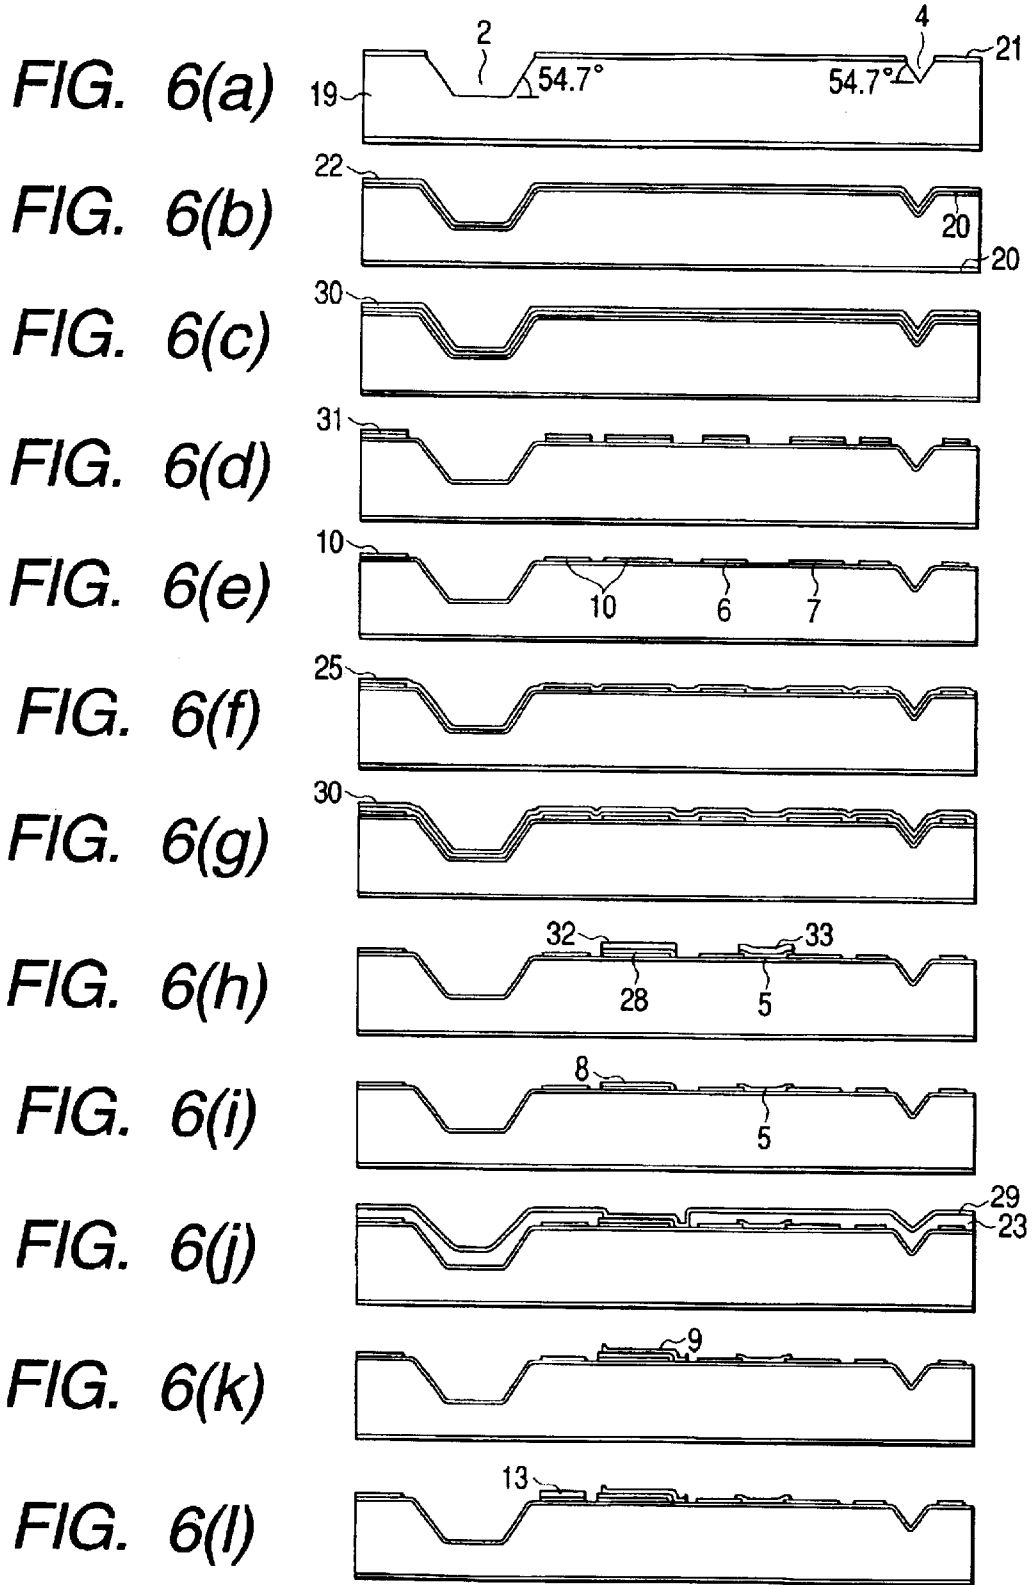 FIG. 6(a)
2
4
21
19
54.7°
54.7°
FIG. 6(b)
22
20
20
FIG. 6(c)
30
FIG. 6(d)
31
FIG. 6(e)
10
10
6
7
FIG. 6(f)
25
FIG. 6(g)
30
FIG. 6(h)
32
33
28
5
FIG. 6(i)
8
5
FIG. 6(j)
29
23
FIG. 6(k)
9
FIG. 6(l)
13